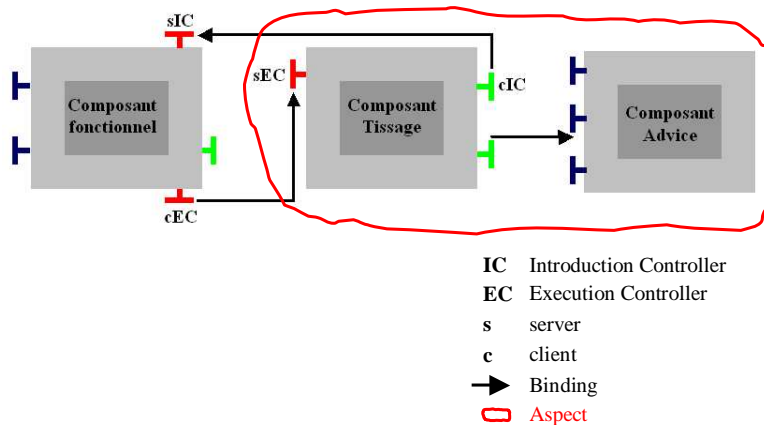 sIC
sEC
cIC
Composant
fonctionnel
Composant
Tissage
Composant
Advice
cEC
IC Introduction Controller
EC Execution Controller
s server
c client
Binding
Aspect